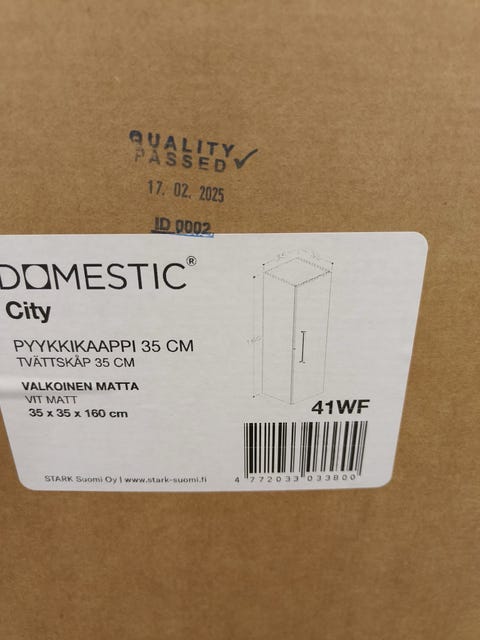 QUALITY
PASSED ✓
17. 02. 2025
ID 0002
DOMESTIC®
City
PYYKKIKAAPPI 35 CM
TVÄTTSKÅP 35 CM
VALKOINEN MATTA
VIT MATT
35 x 35 x 160 cm
41WF
STARK Suomi Oy | www.stark-suomi.fi
4 772033 033800